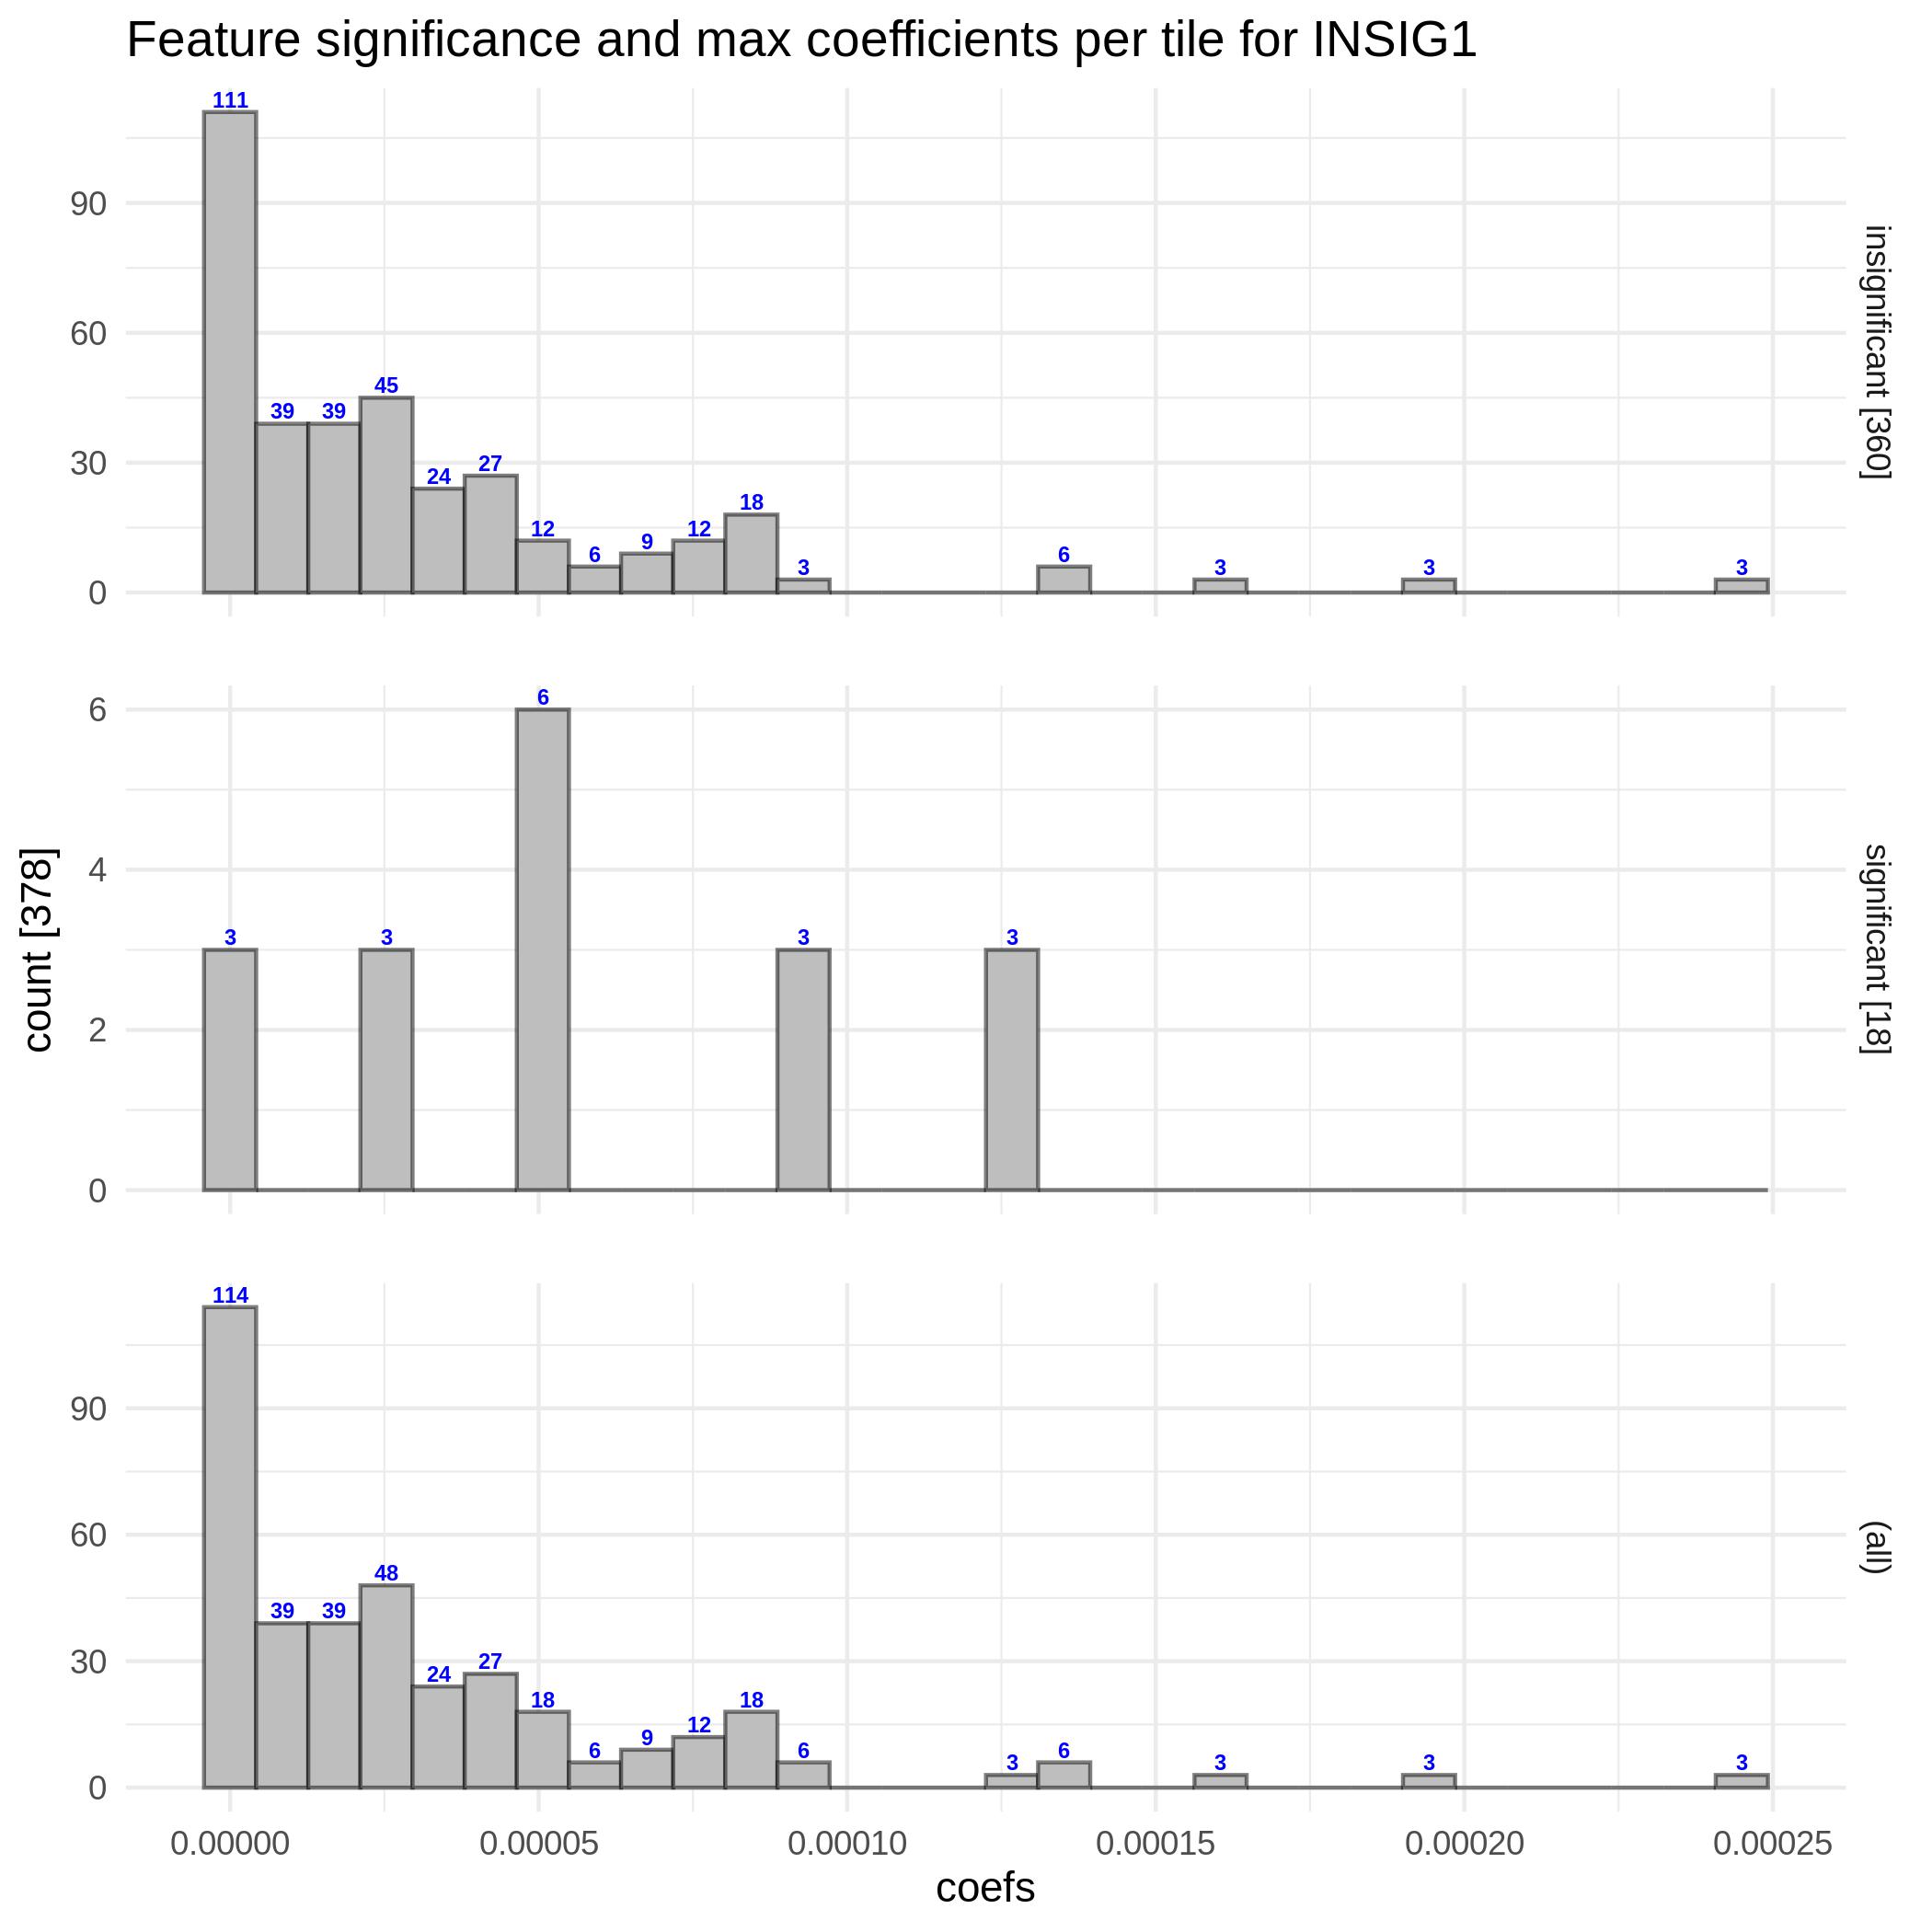 Feature significance and max coefficients per tile for INSIG1
111
39 39 45 24 27 12 6 9 12 18 3 6 3 3 3
90
60
30
0
insignificant [360]
count [378]
3 3 6 3 3
6
4
2
0
significant [18]
114
39 39 48 24 27 18 6 9 12 18 6 3 6 3 3 3
90
60
30
0
(all)
0.00000 0.00005 0.00010 0.00015 0.00020 0.00025
coefs